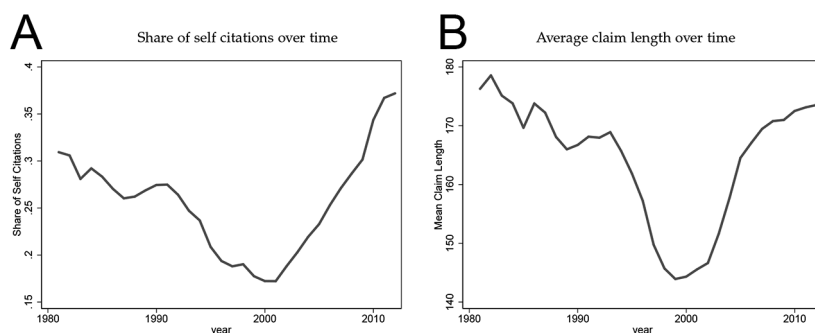 A
Share of self citations over time
Share of Self Citations
.4
.35
.3
.25
.2
.15
1980
1990
2000
2010
year
B
Average claim length over time
Mean Claim Length
180
170
160
150
140
1980
1990
2000
2010
year